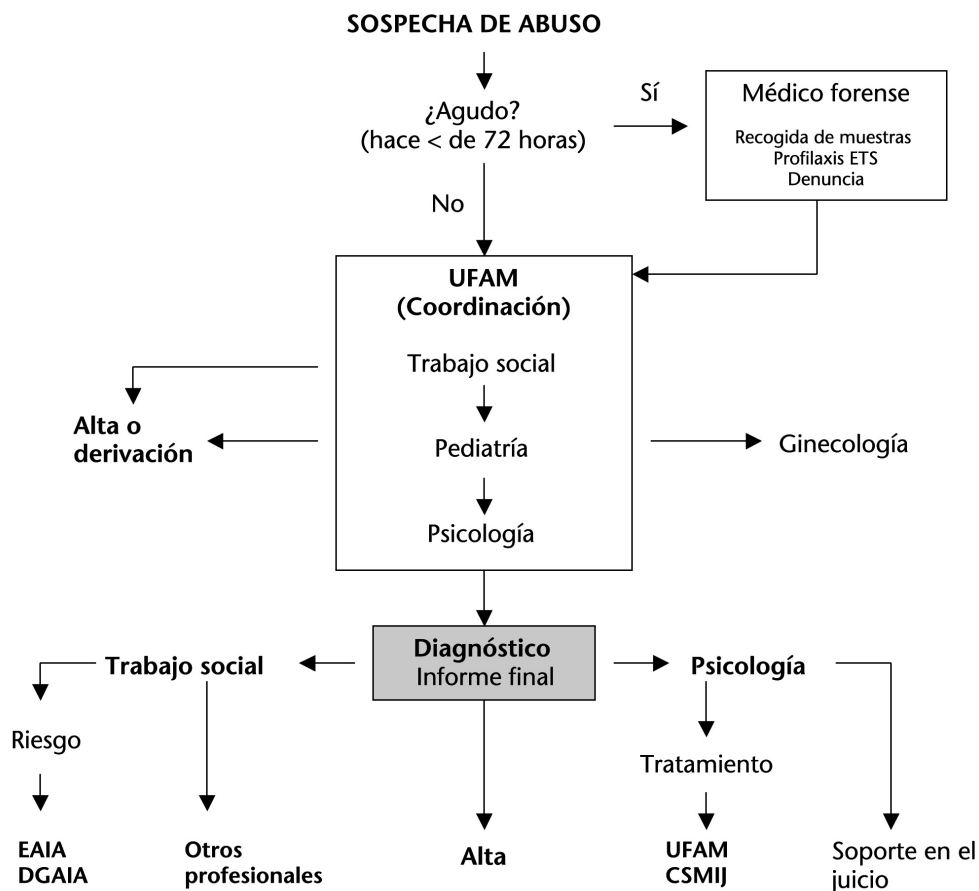 SOSPECHA DE ABUSO
¿Agudo?
(hace < de 72 horas)
Sí
Médico forense
Recogida de muestras
Profilaxis ETS
Denuncia
No
UFAM
(Coordinación)
Trabajo social
Alta o
derivación
Pediatría
Ginecología
Psicología
Diagnóstico
Informe final
Trabajo social
Psicología
Riesgo
Tratamiento
EAIA
DGAIA
Otros
profesionales
Alta
UFAM
CSMIJ
Soporte en el
juicio